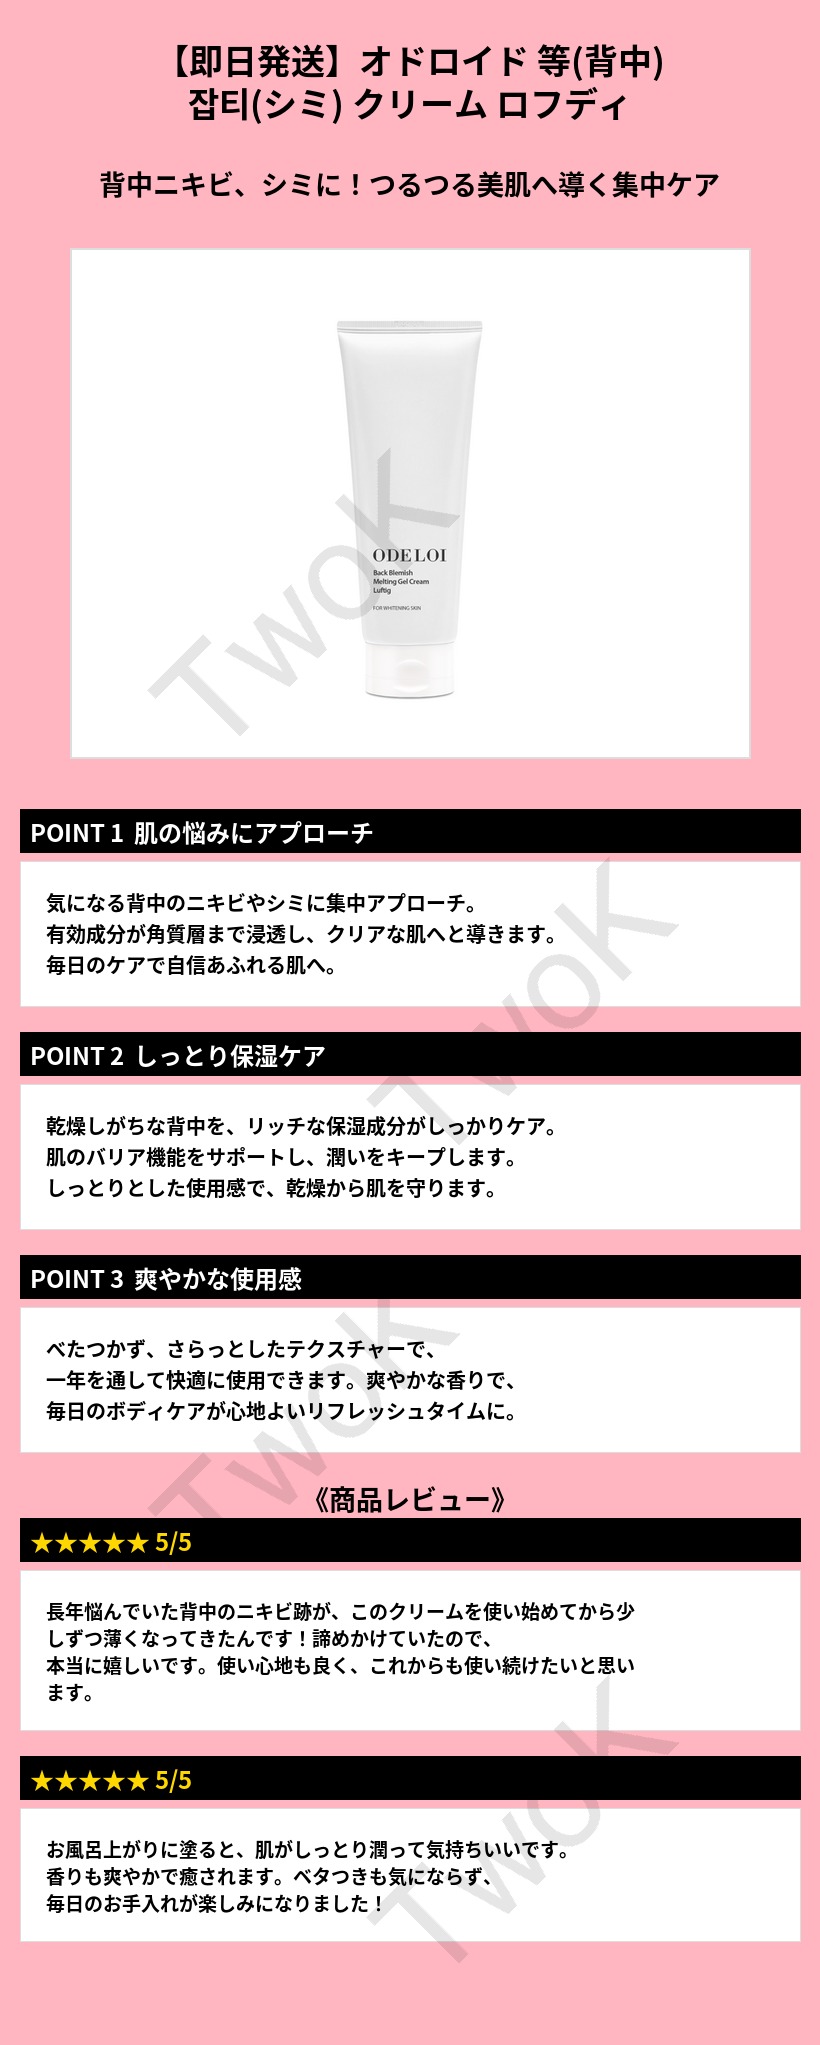 【即日発送】オドロイド 等(背中)
잡티(シミ) クリーム ロフディ
背中ニキビ、シミに！つるつる美肌へ導く集中ケア
ODELOI
Back Blemish
Melting Gel Cream
Luftig
FOR WHITENING SKIN
TwoK
POINT 1 肌の悩みにアプローチ
気になる背中のニキビやシミに集中アプローチ。
有効成分が角質層まで浸透し、クリアな肌へと導きます。
毎日のケアで自信あふれる肌へ。
TwoK
POINT 2 しっとり保湿ケア
乾燥しがちな背中を、リッチな保湿成分がしっかりケア。
肌のバリア機能をサポートし、潤いをキープします。
しっとりとした使用感で、乾燥から肌を守ります。
POINT 3 爽やかな使用感
べたつかず、さらっとしたテクスチャーで、
一年を通して快適に使用できます。爽やかな香りで、
毎日のボディケアが心地よいリフレッシュタイムに。
TwoK
《商品レビュー》
★★★★★ 5/5
長年悩んでいた背中のニキビ跡が、このクリームを使い始めてから少
しずつ薄くなってきたんです！諦めかけていたので、
本当に嬉しいです。使い心地も良く、これからも使い続けたいと思い
ます。
★★★★★ 5/5
お風呂上がりに塗ると、肌がしっとり潤って気持ちいいです。
香りも爽やかで癒されます。ベタつきも気にならず、
毎日のお手入れが楽しみになりました！
TwoK